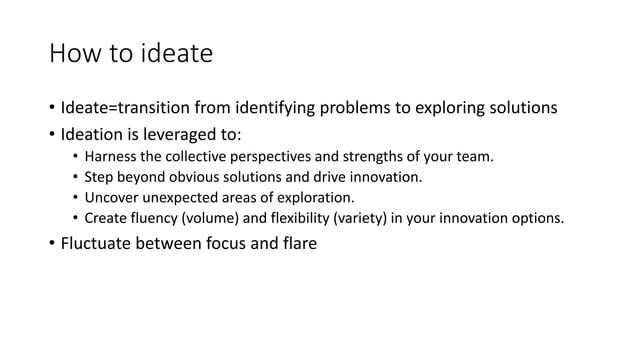 How to ideate
• Ideate=transition from identifying problems to exploring solutions
• Ideation is leveraged to:
• Harness the collective perspectives and strengths of your team.
• Step beyond obvious solutions and drive innovation.
• Uncover unexpected areas of exploration.
• Create fluency (volume) and flexibility (variety) in your innovation options.
• Fluctuate between focus and flare